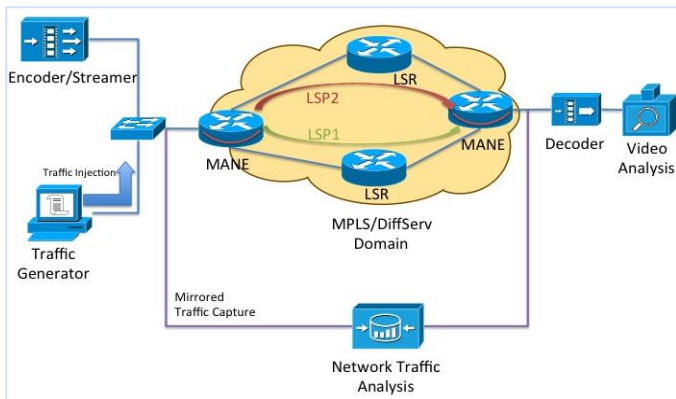 Encoder/Streamer
LSR
LSP2
LSP1
MANE
MANE
Decoder
Video
Analysis
Traffic Injection
LSR
MPLS/DiffServ
Domain
Traffic
Generator
Mirrored
Traffic Capture
Network Traffic
Analysis